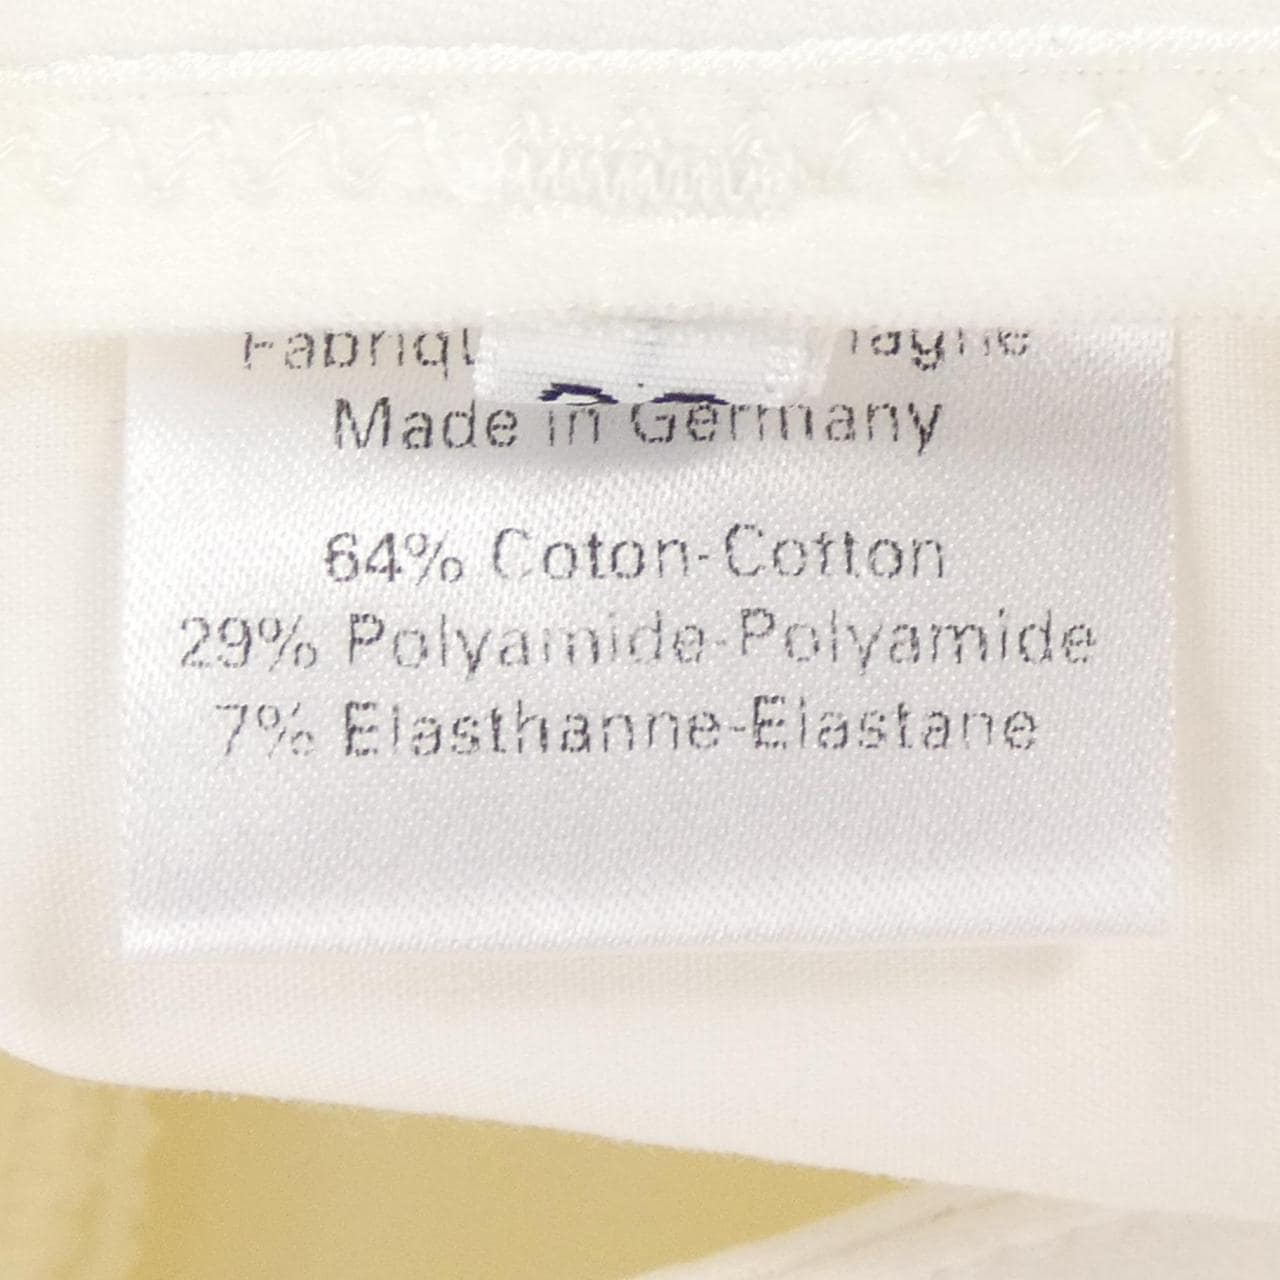 Made in Germany
64% Coton-Cotton
29% Polyamide-Polyamide
7% Elasthanne-Elastane